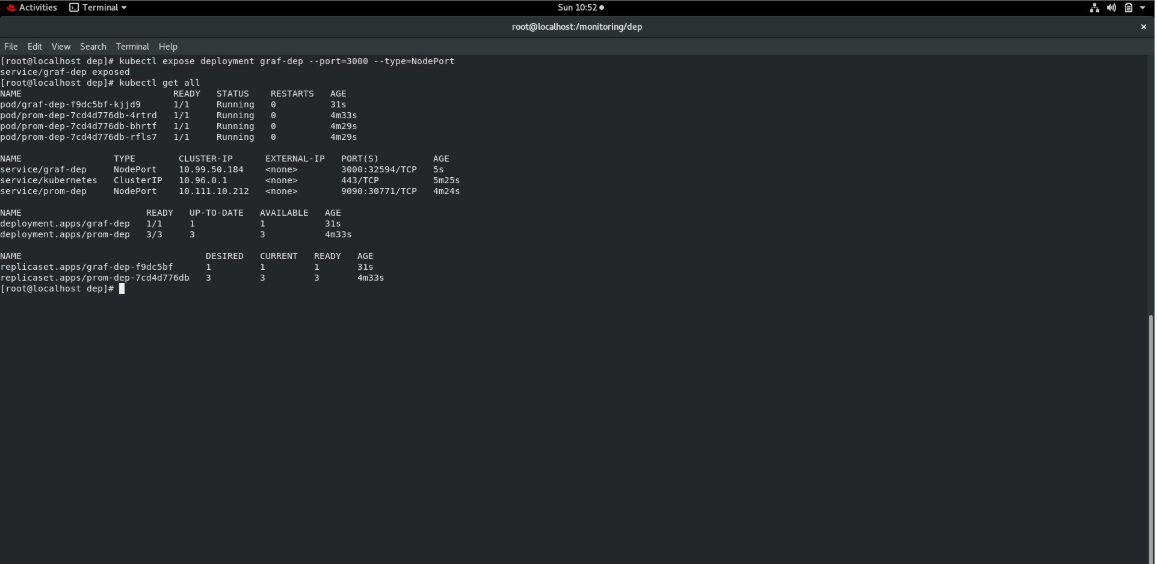 Activities Terminal Sun 10:52
root@localhost:/monitoring/dep ×
File Edit View Search Terminal Help
[root@localhost dep]# kubectl expose deployment graf-dep --port=3000 --type=NodePort
service/graf-dep exposed
[root@localhost dep]# kubectl get all
NAME READY STATUS RESTARTS AGE
pod/graf-dep-f9dc5bf-kjjd9 1/1 Running 0 31s
pod/prom-dep-7cd4d776db-4rtrd 1/1 Running 0 4m33s
pod/prom-dep-7cd4d776db-bhrtf 1/1 Running 0 4m29s
pod/prom-dep-7cd4d776db-rfls7 1/1 Running 0 4m29s
NAME TYPE CLUSTER-IP EXTERNAL-IP PORT(S) AGE
service/graf-dep NodePort 10.99.50.184 <none> 3000:32594/TCP 5s
service/kubernetes ClusterIP 10.96.0.1 <none> 443/TCP 5m25s
service/prom-dep NodePort 10.111.10.212 <none> 9090:30771/TCP 4m24s
NAME READY UP-TO-DATE AVAILABLE AGE
deployment.apps/graf-dep 1/1 1 1 31s
deployment.apps/prom-dep 3/3 3 3 4m33s
NAME DESIRED CURRENT READY AGE
replicaset.apps/graf-dep-f9dc5bf 1 1 1 31s
replicaset.apps/prom-dep-7cd4d776db 3 3 3 4m33s
[root@localhost dep]#